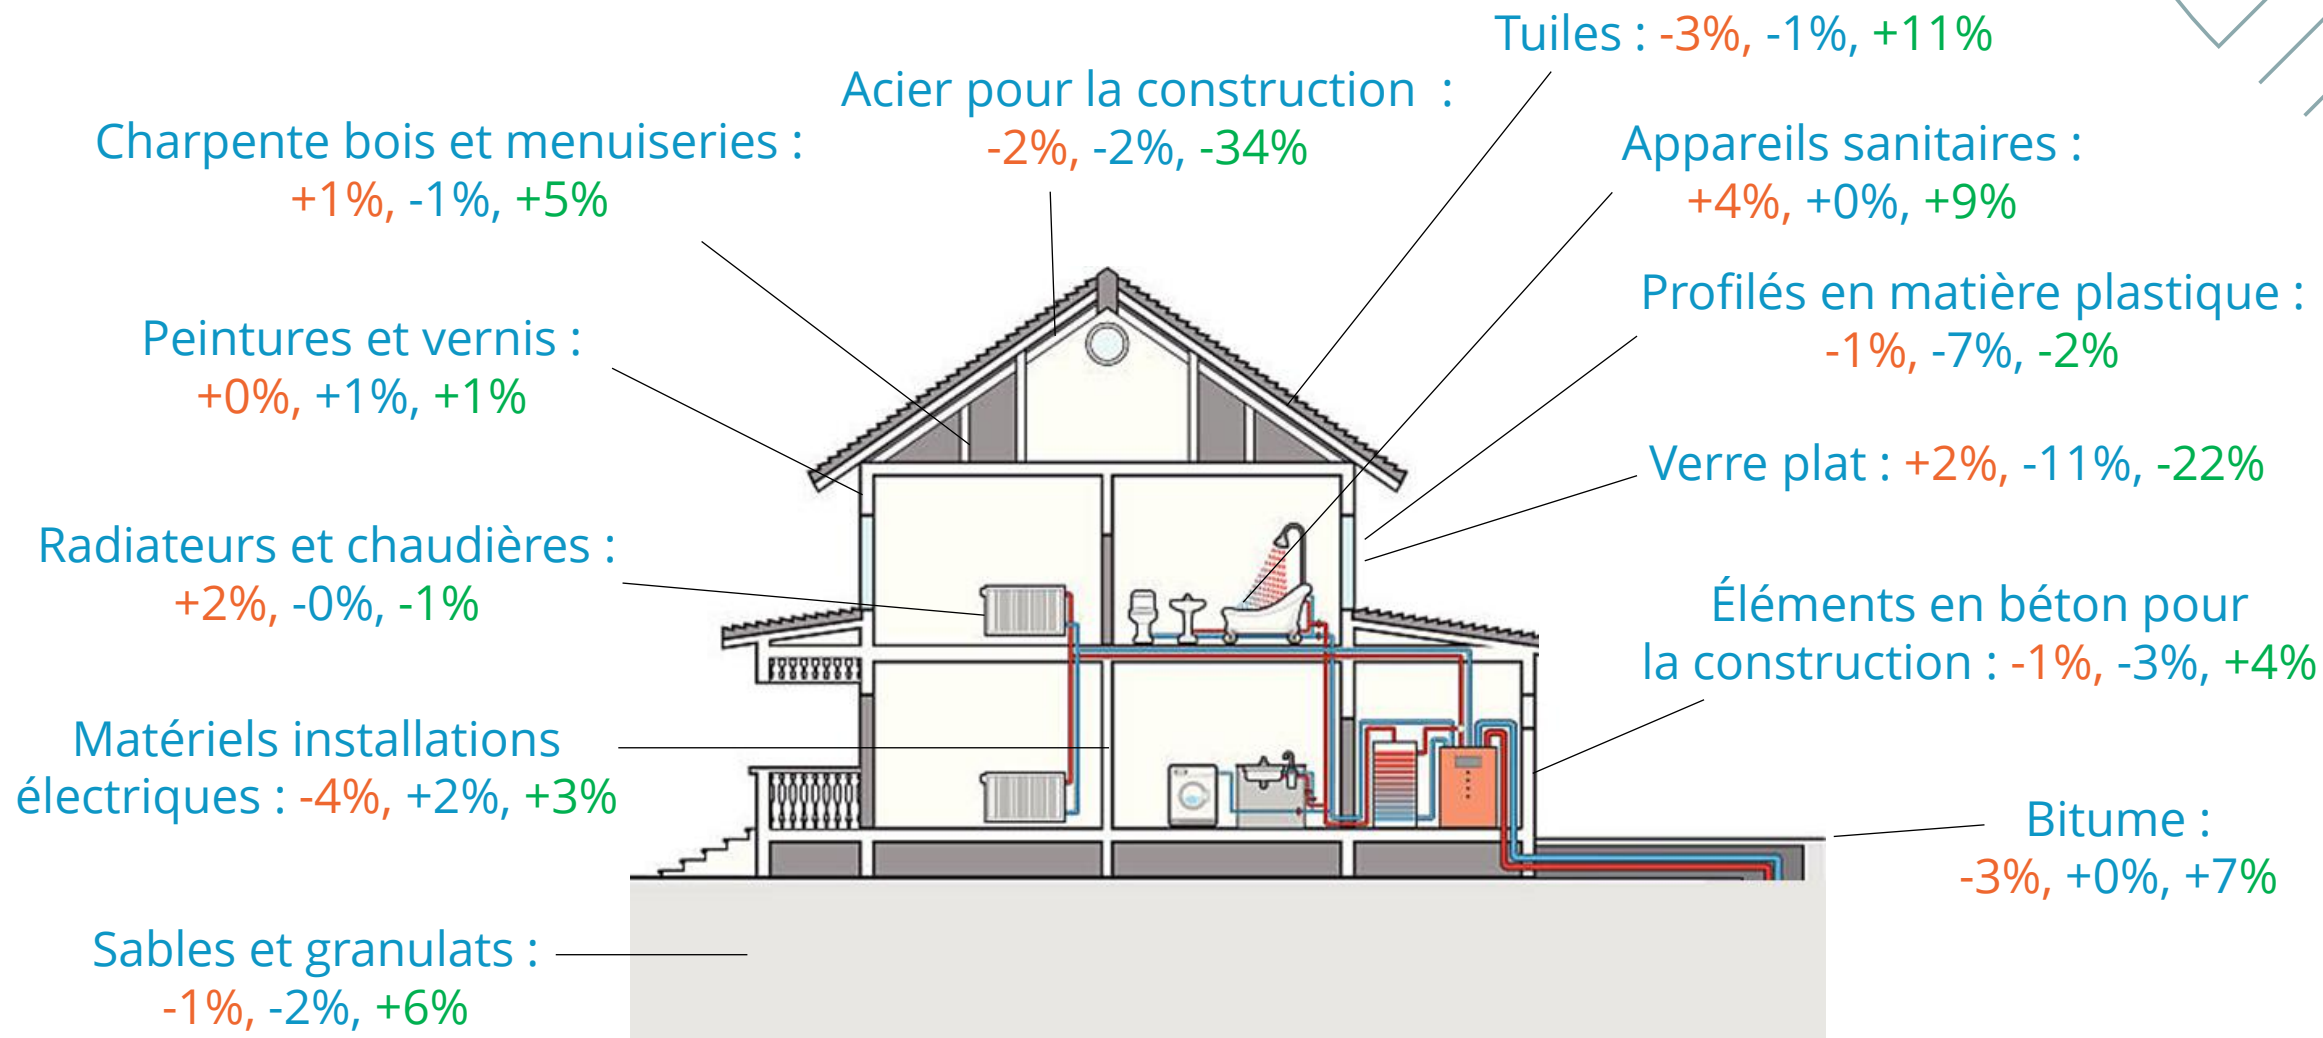 Tuiles : -3%, -1%, +11%
Acier pour la construction :
-2%, -2%, -34%
Charpente bois et menuiseries :
+1%, -1%, +5%
Appareils sanitaires :
+4%, +0%, +9%
Profilés en matière plastique :
-1%, -7%, -2%
Peintures et vernis :
+0%, +1%, +1%
Verre plat : +2%, -11%, -22%
Radiateurs et chaudières :
+2%, -0%, -1%
Éléments en béton pour
la construction : -1%, -3%, +4%
Matériels installations
électriques : -4%, +2%, +3%
Bitume :
-3%, +0%, +7%
Sables et granulats :
-1%, -2%, +6%